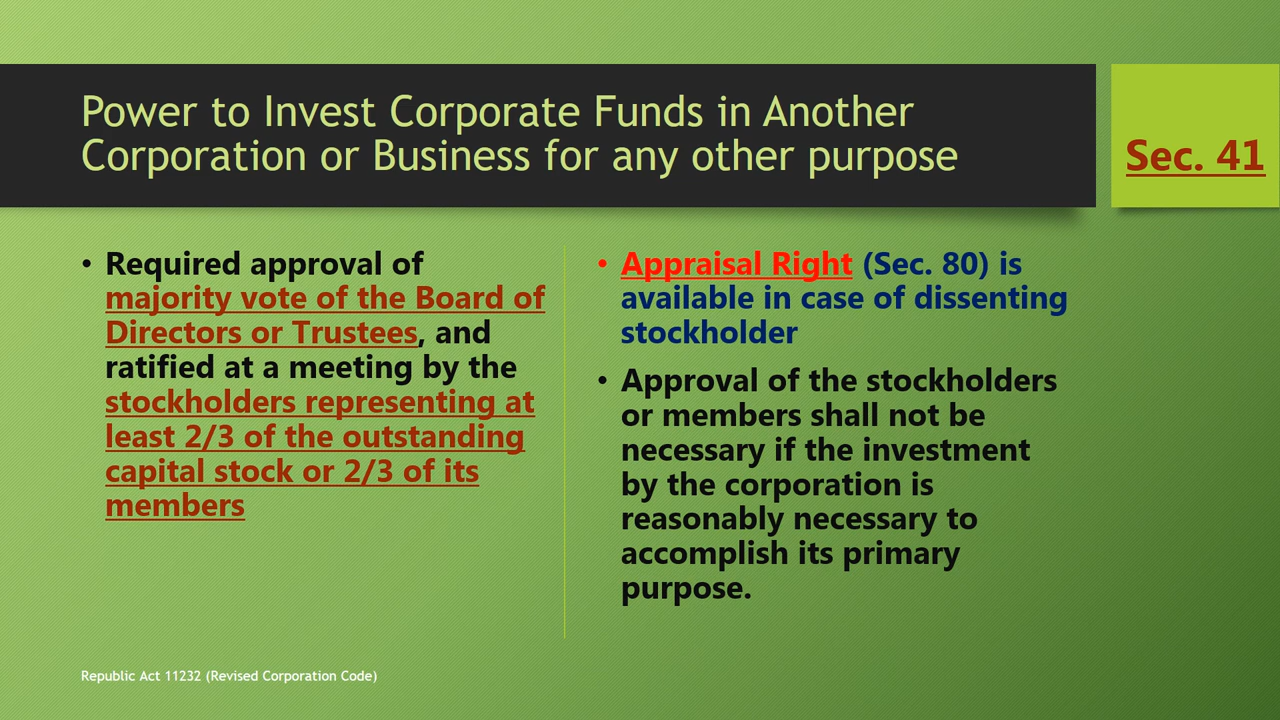 Power to Invest Corporate Funds in Another
Corporation or Business for any other purpose
Sec. 41
• Required approval of
majority vote of the Board of
Directors or Trustees, and
ratified at a meeting by the
stockholders representing at
least 2/3 of the outstanding
capital stock or 2/3 of its
members
• Appraisal Right (Sec. 80) is
available in case of dissenting
stockholder
• Approval of the stockholders
or members shall not be
necessary if the investment
by the corporation is
reasonably necessary to
accomplish its primary
purpose.
Republic Act 11232 (Revised Corporation Code)